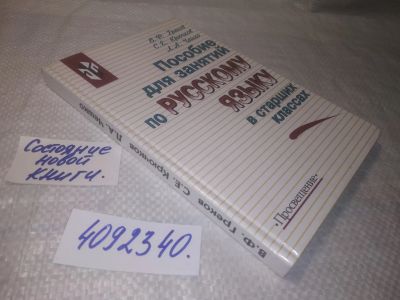 В.Ф. Греков
С.Е. Крючков
Л.А. Чешко
Пособие
для занятий
по РУССКОМУ
ЯЗЫКУ
в старших
классах
•Просвещение•
В.Ф. Греков С.Е. Крючков Л.А. Чешко
Состояние
новой
книги.
4092340.